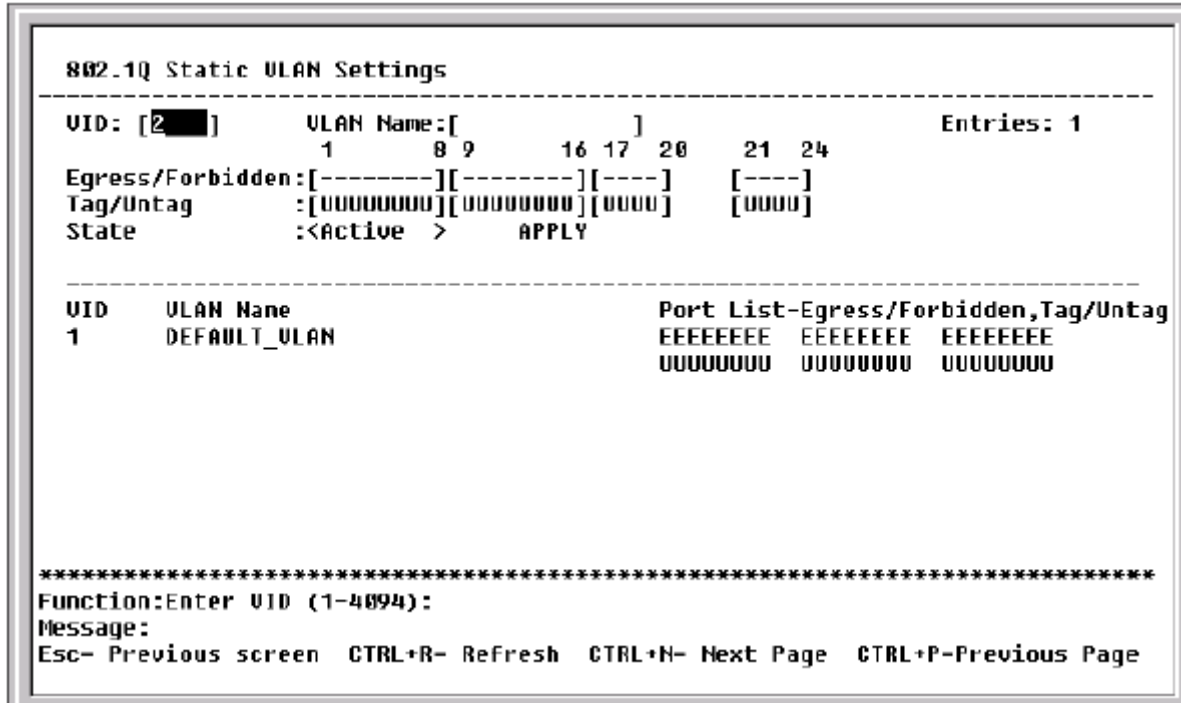 802.1Q Static VLAN Settings
--------------------------------------------------------------------------------
VID: [2   ] VLAN Name:[            ] Entries: 1
1 8 9 16 17 20 21 24
Egress/Forbidden:[--------][--------][----] [----]
Tag/Untag :[UUUUUUUU][UUUUUUUU][UUUU] [UUUU]
State :<Active > APPLY
--------------------------------------------------------------------------------
VID VLAN Name Port List-Egress/Forbidden,Tag/Untag
1 DEFAULT_VLAN EEEEEEEE EEEEEEEE EEEEEEEE
UUUUUUUU UUUUUUUU UUUUUUUU
********************************************************************************
Function:Enter VID (1-4094):
Message:
Esc- Previous screen CTRL+R- Refresh CTRL+N- Next Page CTRL+P-Previous Page